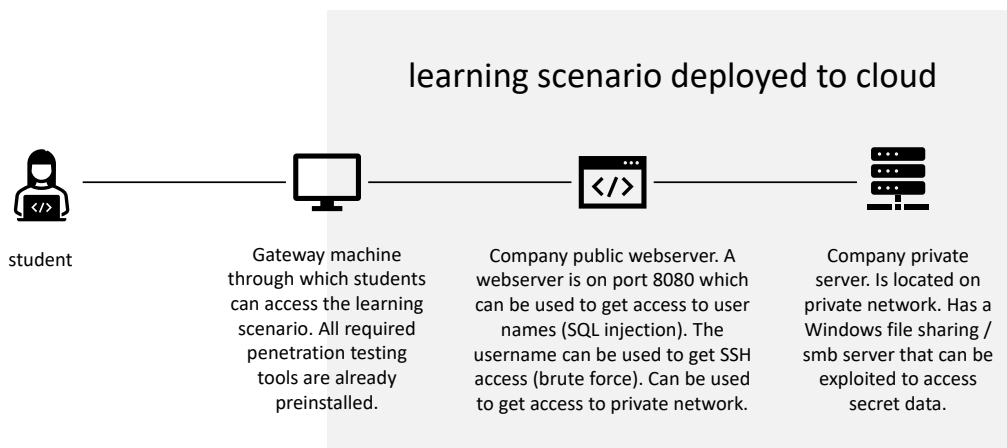 learning scenario deployed to cloud
student
Gateway machine
through which students
can access the learning
scenario. All required
penetration testing
tools are already
preinstalled.
Company public webserver. A
webserver is on port 8080 which
can be used to get access to user
names (SQL injection). The
username can be used to get SSH
access (brute force). Can be used
to get access to private network.
Company private
server. Is located on
private network. Has a
Windows file sharing /
smb server that can be
exploited to access
secret data.